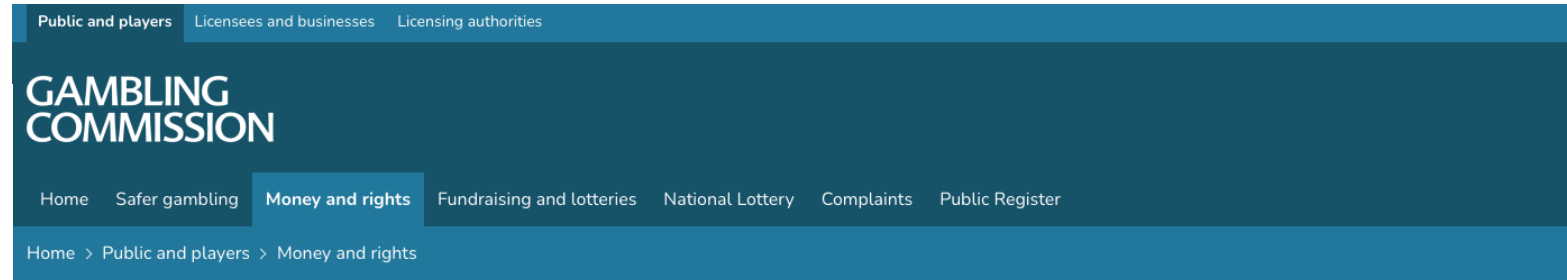 Public and players Licensees and businesses Licensing authorities
GAMBLING
COMMISSION
Home Safer gambling Money and rights Fundraising and lotteries National Lottery Complaints Public Register
Home > Public and players > Money and rights